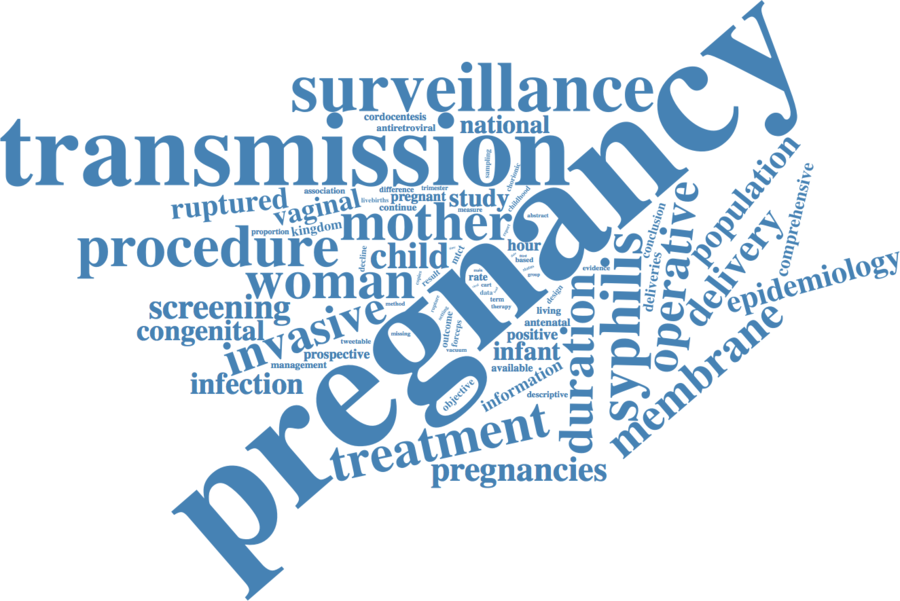 surveillance
cordocentesis
antiretroviral
national
transmission
sampling
pregnancy
chorionic
childhood
population
comprehensive
association
difference
trimester
ruptured
vaginal
livebirths
pregnant
continue
study
measure
abstract
proportion
kingdom
mother
procedure
decline
child
mtct
hour
most
based
group
conclusion
deliveries
operative
delivery
epidemiology
woman
result
rate
cart
data
term
therapy
evidence
design
syphilis
duration
membrane
screening
congenital
invasive
method
missing
outcome
forceps
vacuum
living
antenatal
positive
infant
available
tweetable
prospective
management
infection
objective
information
descriptive
treatment
pregnancies